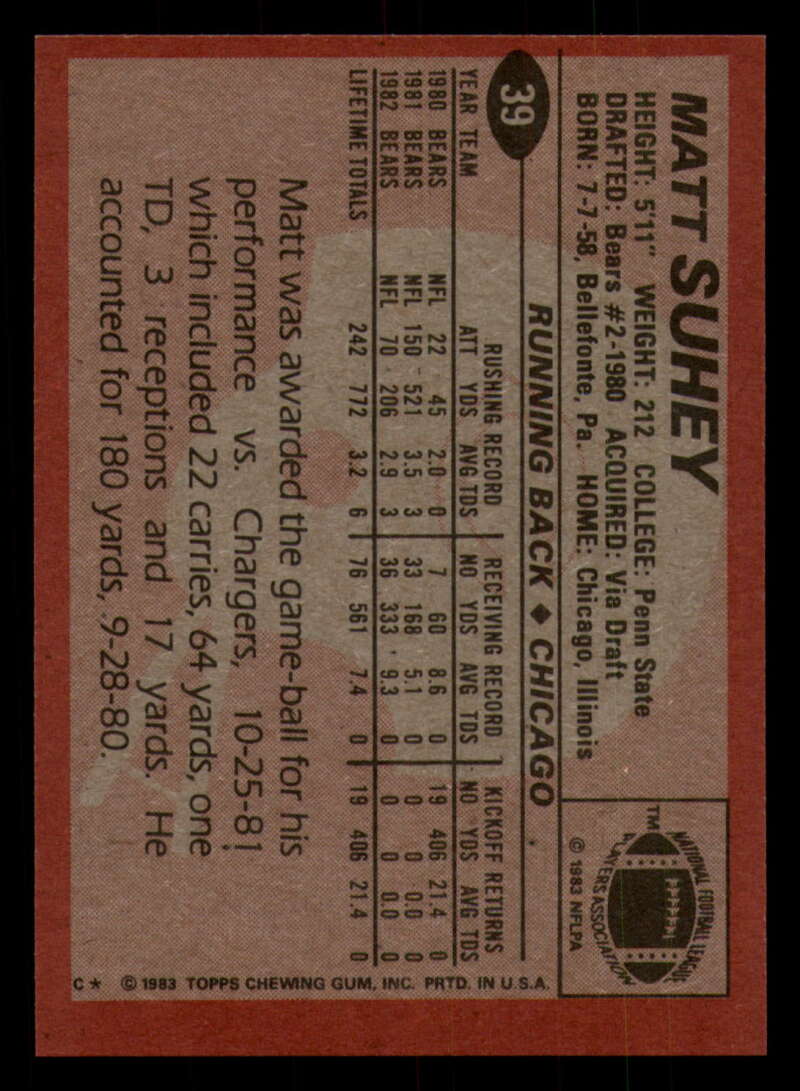 MATT SUHEY
HEIGHT: 5'11" WEIGHT: 212 COLLEGE: Penn State
DRAFTED: Bears #2-1980 ACQUIRED: Via Draft
BORN: 7-7-58, Bellefonte, Pa. HOME: Chicago, Illinois
NATIONAL FOOTBALL LEAGUE
PLAYERS ASSOCIATION
TM
© 1983 NFLPA
39
RUNNING BACK ♦ CHICAGO
RUSHING RECORD RECEIVING RECORD KICKOFF RETURNS
YEAR TEAM ATT YDS AVG TDS NO YDS AVG TDS NO YDS AVG TDS
1980 BEARS NFL 22 45 2.0 0 7 60 8.6 0 19 406 21.4 0
1981 BEARS NFL 150 521 3.5 3 33 168 5.1 0 0 0 0.0 0
1982 BEARS NFL 70 206 2.9 3 36 333 9.3 0 0 0 0.0 0
LIFETIME TOTALS 242 772 3.2 6 76 561 7.4 0 19 406 21.4 0
Matt was awarded the game-ball for his
performance vs. Chargers, 10-25-81
which included 22 carries, 64 yards, one
TD, 3 receptions and 17 yards. He
accounted for 180 yards, 9-28-80.
C* © 1983 TOPPS CHEWING GUM, INC. PRTD. IN U.S.A.